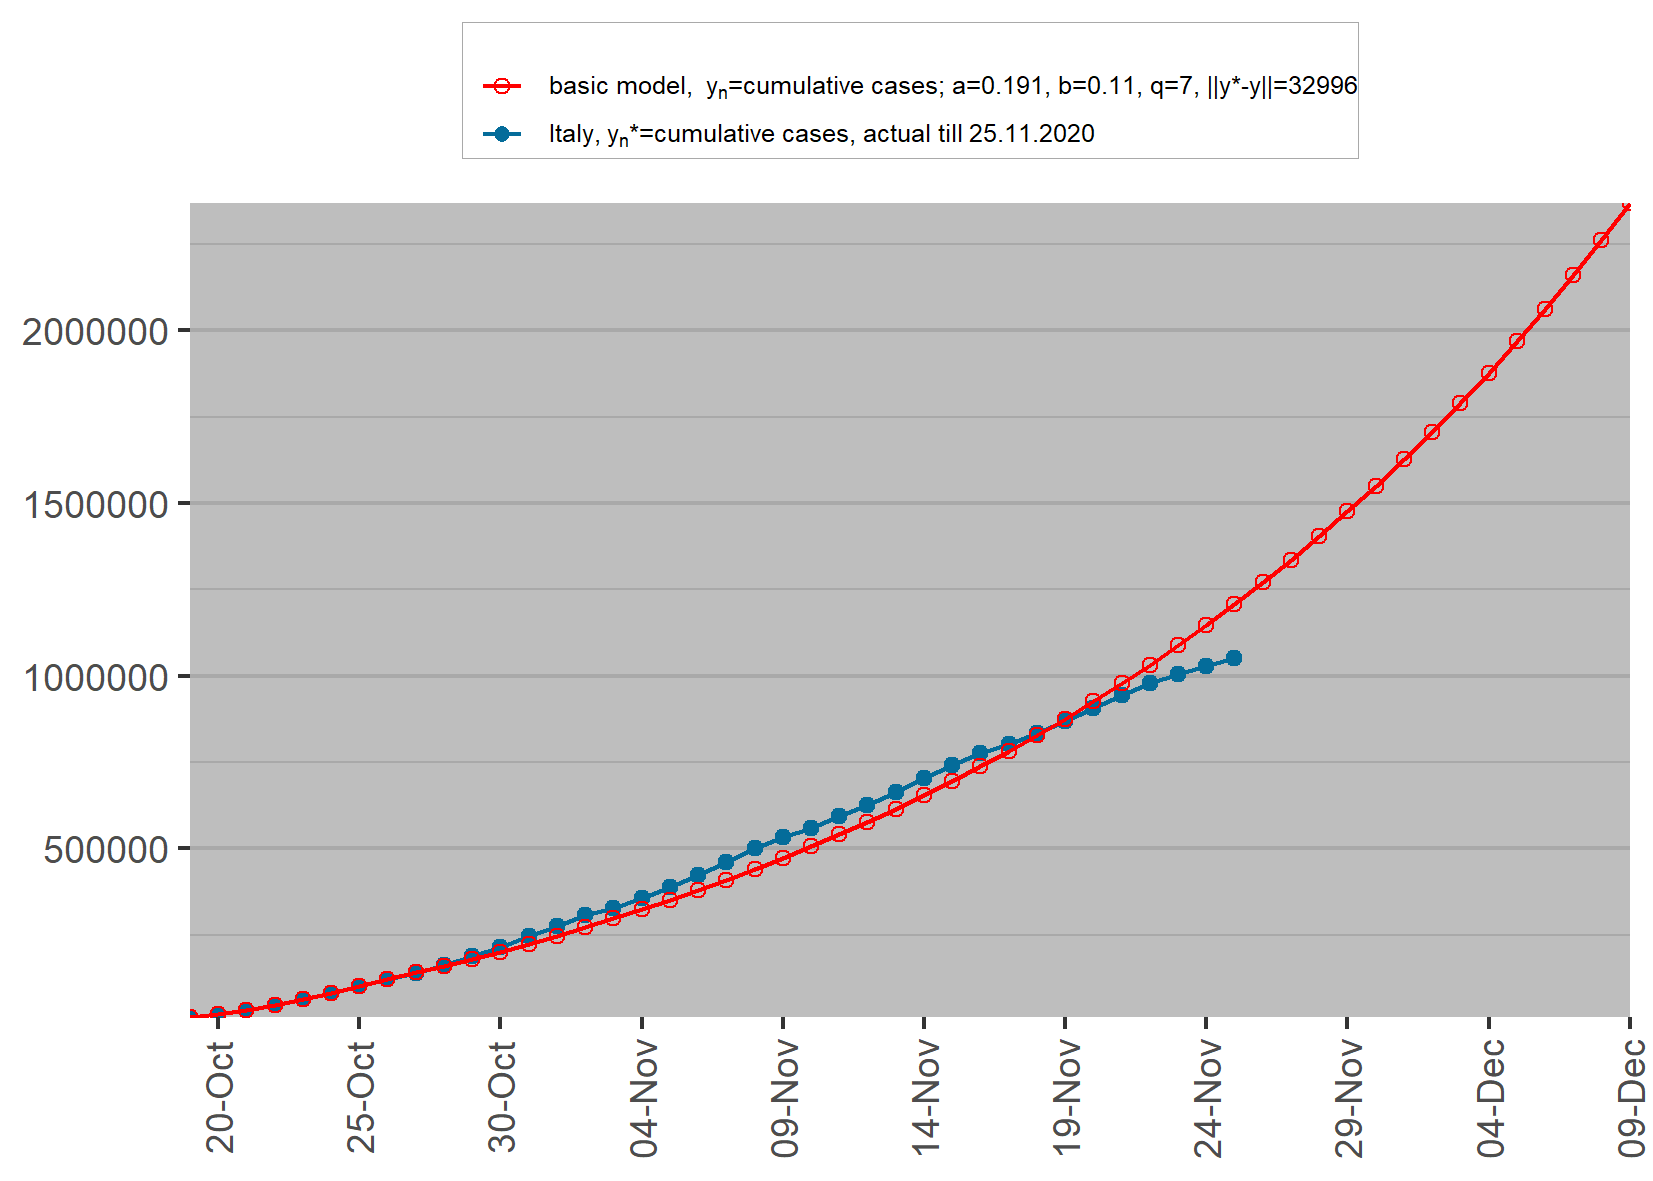 basic model, yn=cumulative cases; a=0.191, b=0.11, q=7, ||y*-y||=32996
Italy, yn*=cumulative cases, actual till 25.11.2020
2000000
1500000
1000000
500000
20-Oct
25-Oct
30-Oct
04-Nov
09-Nov
14-Nov
19-Nov
24-Nov
29-Nov
04-Dec
09-Dec